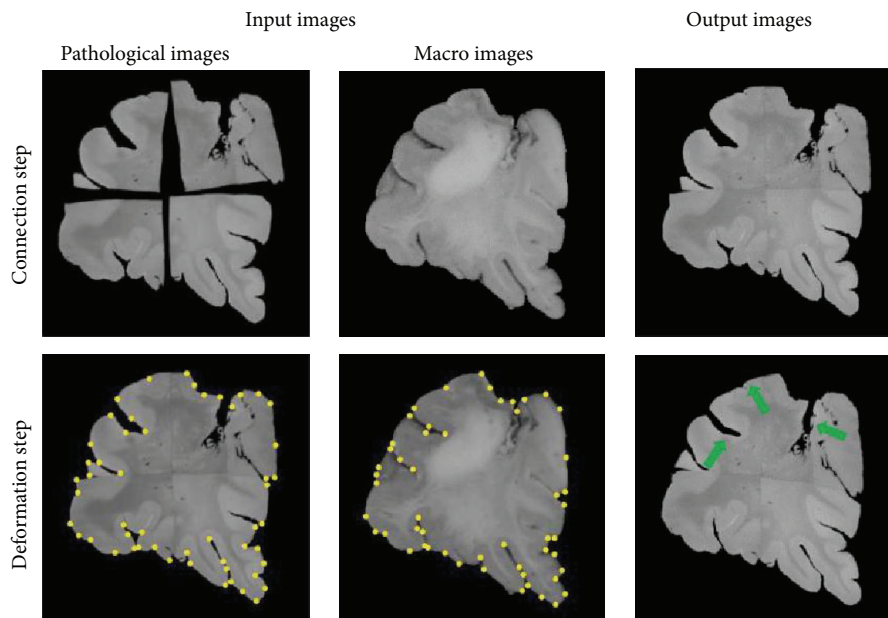 Input images
Output images
Pathological images
Macro images
Connection step
Deformation step